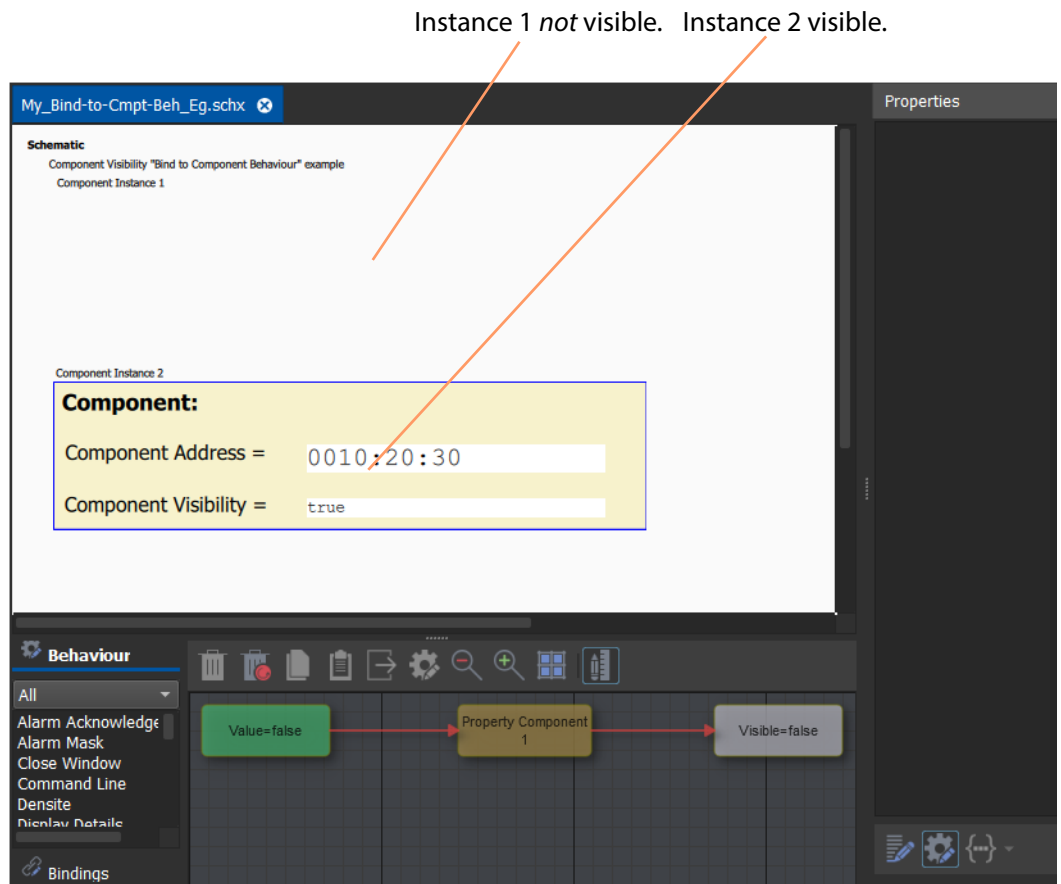 Instance 1 not visible. Instance 2 visible.
My_Bind-to-Cmpt-Beh_Eg.schx
Properties
Schematic
Component Visibility "Bind to Component Behaviour" example
Component Instance 1
Component Instance 2
Component:
Component Address = 0010:20:30
Component Visibility = true
Behaviour
All
Alarm Acknowledge
Alarm Mask
Close Window
Command Line
Densite
Display Details
Bindings
Value=false
Property Component
1
Visible=false